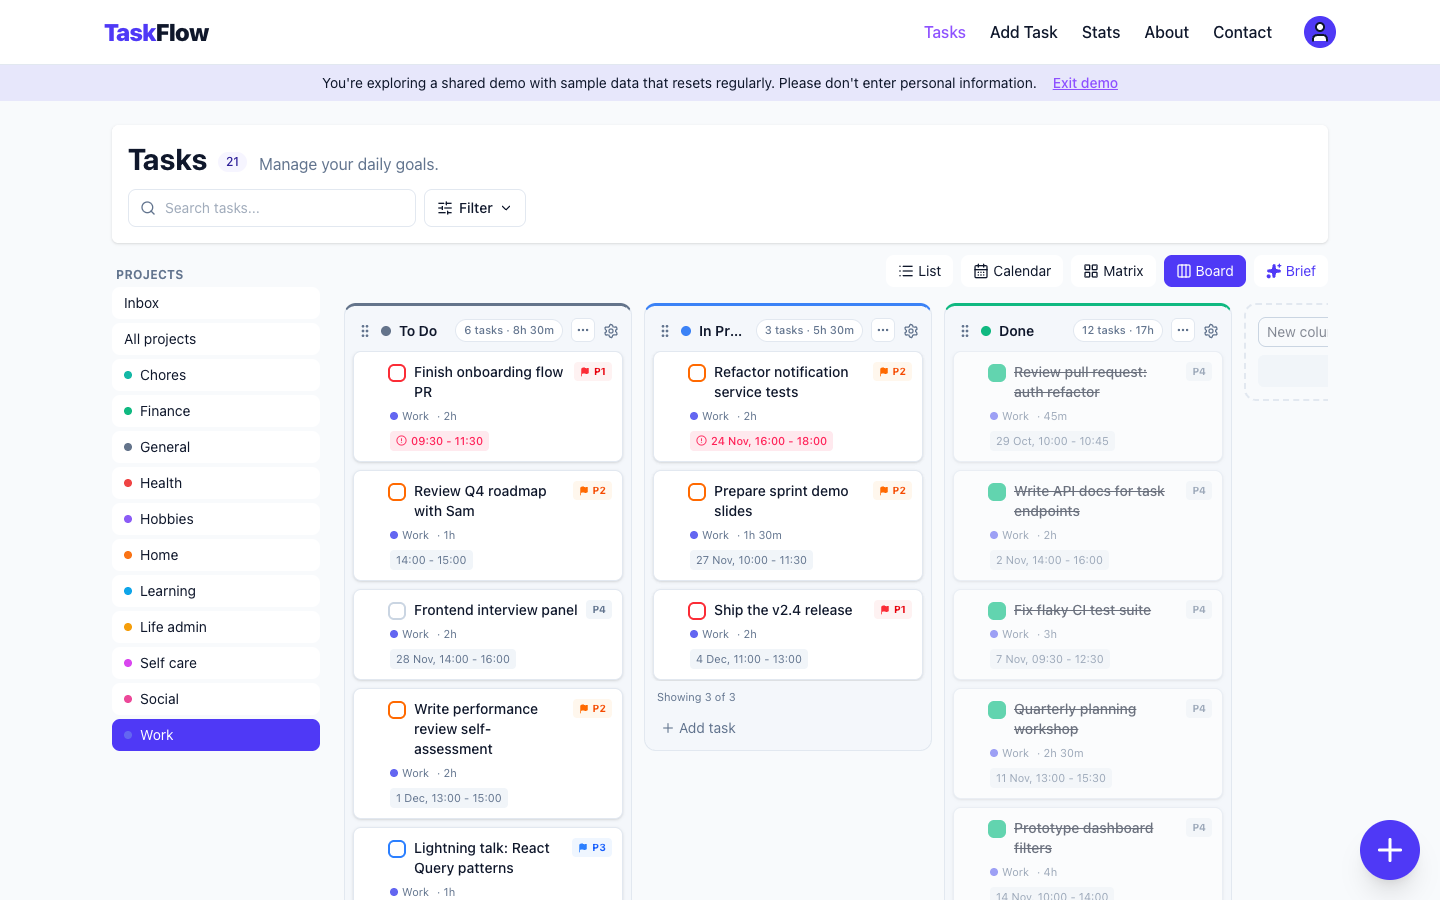 TaskFlow
Tasks
Add Task
Stats
About
Contact
You're exploring a shared demo with sample data that resets regularly. Please don't enter personal information. Exit demo
Tasks 21 Manage your daily goals.
Search tasks...
Filter
PROJECTS
Inbox
All projects
Chores
Finance
General
Health
Hobbies
Home
Learning
Life admin
Self care
Social
Work
List
Calendar
Matrix
Board
Brief
To Do
6 tasks · 8h 30m
Finish onboarding flow
PR
P1
Work · 2h
09:30 - 11:30
Review Q4 roadmap
with Sam
P2
Work · 1h
14:00 - 15:00
Frontend interview panel
P4
Work · 2h
28 Nov, 14:00 - 16:00
Write performance
review self-
assessment
P2
Work · 2h
1 Dec, 13:00 - 15:00
Lightning talk: React
Query patterns
P3
Work · 1h
In Pr...
3 tasks · 5h 30m
Refactor notification
service tests
P2
Work · 2h
24 Nov, 16:00 - 18:00
Prepare sprint demo
slides
P2
Work · 1h 30m
27 Nov, 10:00 - 11:30
Ship the v2.4 release
P1
Work · 2h
4 Dec, 11:00 - 13:00
Showing 3 of 3
Add task
Done
12 tasks · 17h
Review pull request:
auth refactor
P4
Work · 45m
29 Oct, 10:00 - 10:45
Write API docs for task
endpoints
P4
Work · 2h
2 Nov, 14:00 - 16:00
Fix flaky CI test suite
P4
Work · 3h
7 Nov, 09:30 - 12:30
Quarterly planning
workshop
P4
Work · 2h 30m
11 Nov, 13:00 - 15:30
Prototype dashboard
filters
P4
Work · 4h
14 Nov, 10:00 - 14:00
New colu